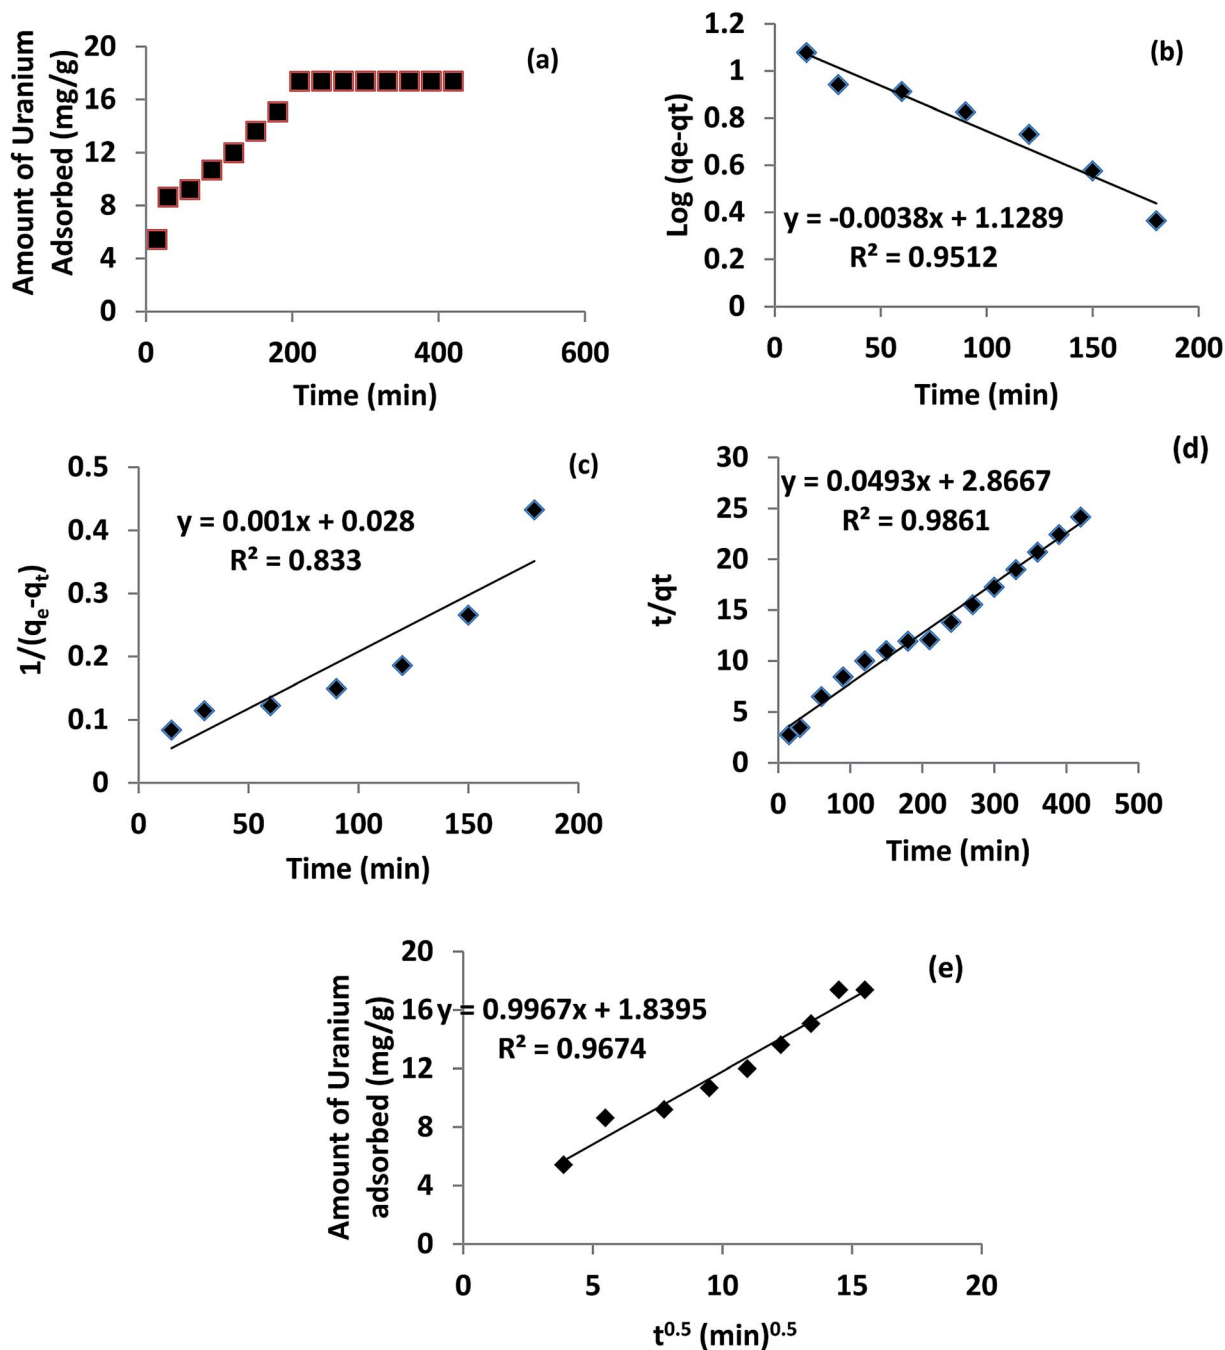 (a)
Amount of Uranium
Adsorbed (mg/g)
20
16
12
8
4
0
0 200 400 600
Time (min)
(b)
Log (qe-qt)
1.2
1
0.8
0.6
0.4
0.2
0
y = -0.0038x + 1.1289
R² = 0.9512
0 50 100 150 200
Time (min)
(c)
1/(qₑ-qₜ)
0.5
0.4
0.3
0.2
0.1
0
y = 0.001x + 0.028
R² = 0.833
0 50 100 150 200
Time (min)
(d)
t/qt
30
25
20
15
10
5
0
y = 0.0493x + 2.8667
R² = 0.9861
0 100 200 300 400 500
Time (min)
(e)
Amount of Uranium
adsorbed (mg/g)
20
16
12
8
4
0
y = 0.9967x + 1.8395
R² = 0.9674
0 5 10 15 20
t⁰·⁵ (min)⁰·⁵